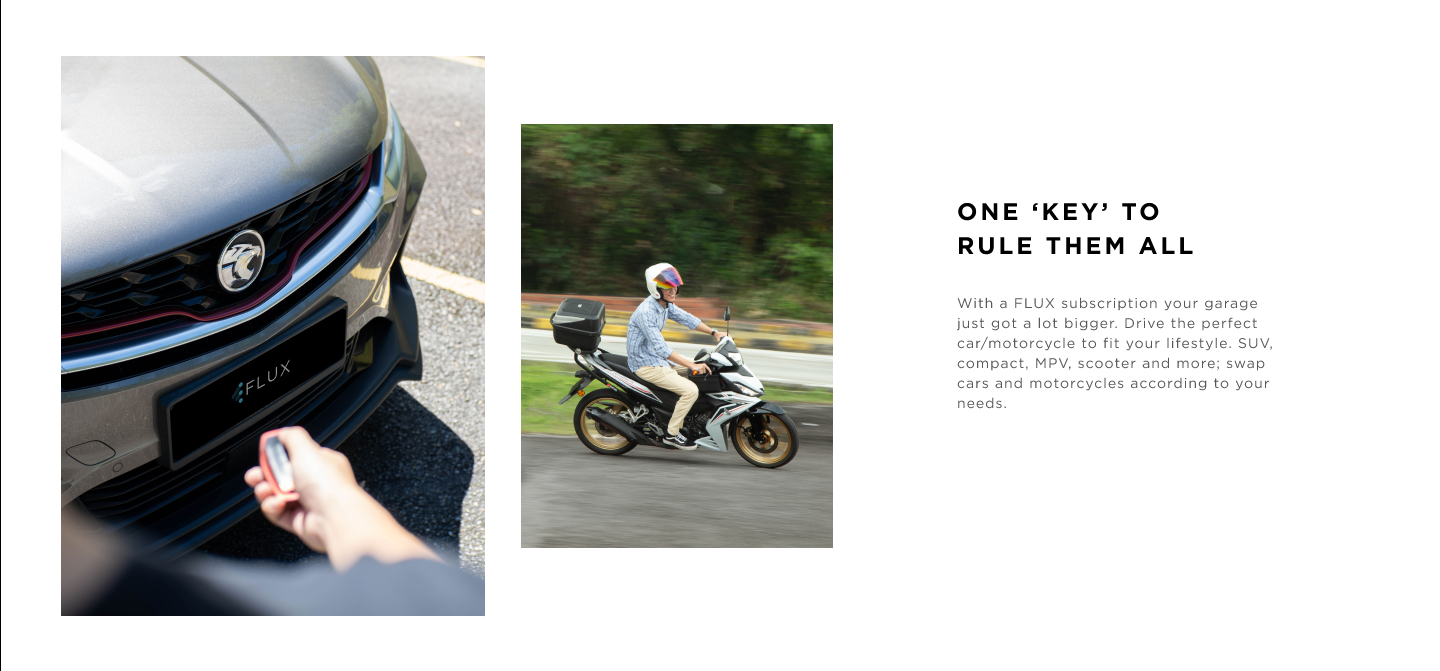 FLUX
ONE ‘KEY’ TO
RULE THEM ALL
With a FLUX subscription your garage
just got a lot bigger. Drive the perfect
car/motorcycle to fit your lifestyle. SUV,
compact, MPV, scooter and more; swap
cars and motorcycles according to your
needs.